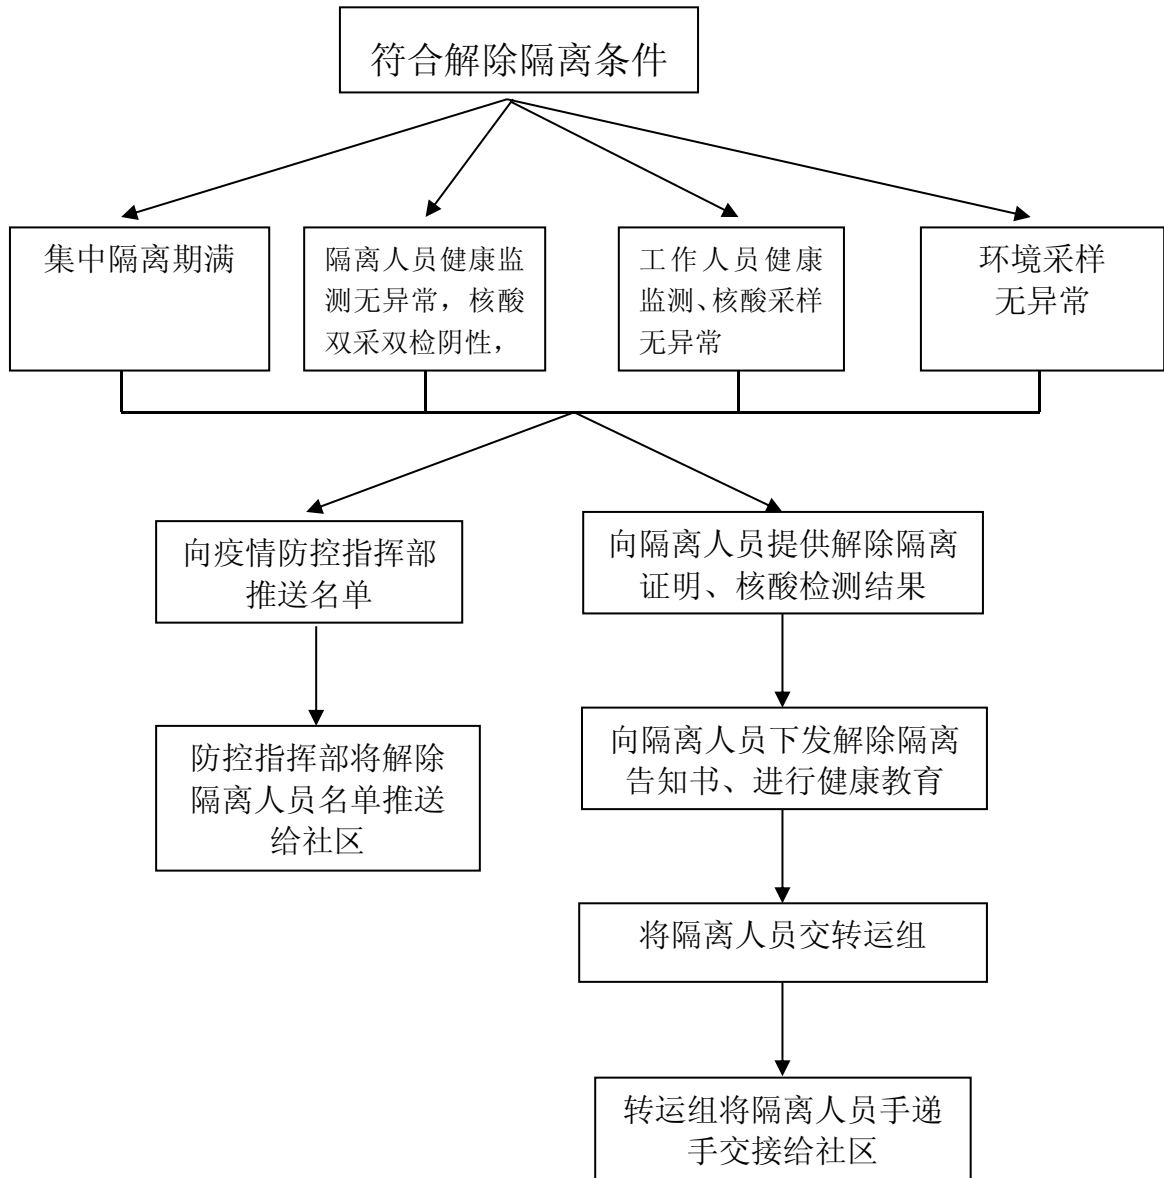 符合解除隔离条件
集中隔离期满
隔离人员健康监
测无异常，核酸
双采双检阴性，
工作人员健康
监测、核酸采样
无异常
环境采样
无异常
向疫情防控指挥部
推送名单
向隔离人员提供解除隔离
证明、核酸检测结果
防控指挥部将解除
隔离人员名单推送
给社区
向隔离人员下发解除隔离
告知书、进行健康教育
将隔离人员交转运组
转运组将隔离人员手递
手交接给社区